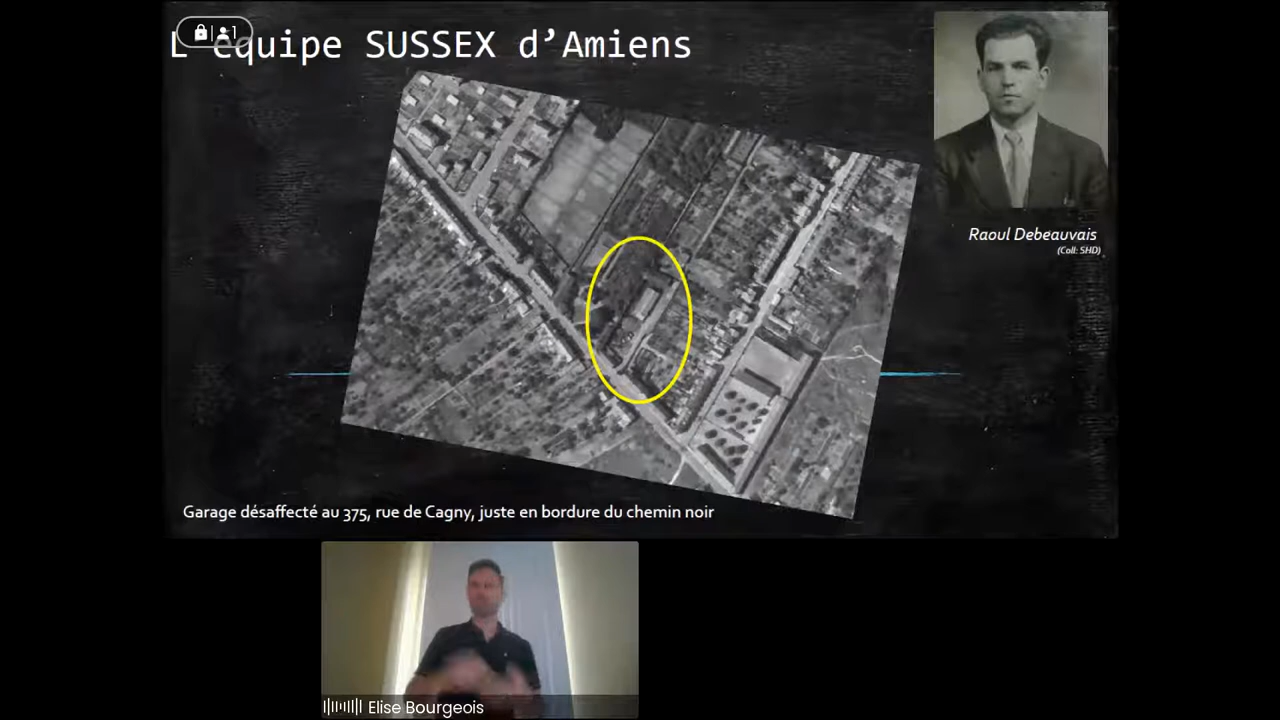 L'équipe SUSSEX d'Amiens
1
Raoul Debeauvais
(Coll: SHD)
Garage désaffecté au 375, rue de Cagny, juste en bordure du chemin noir
Elise Bourgeois